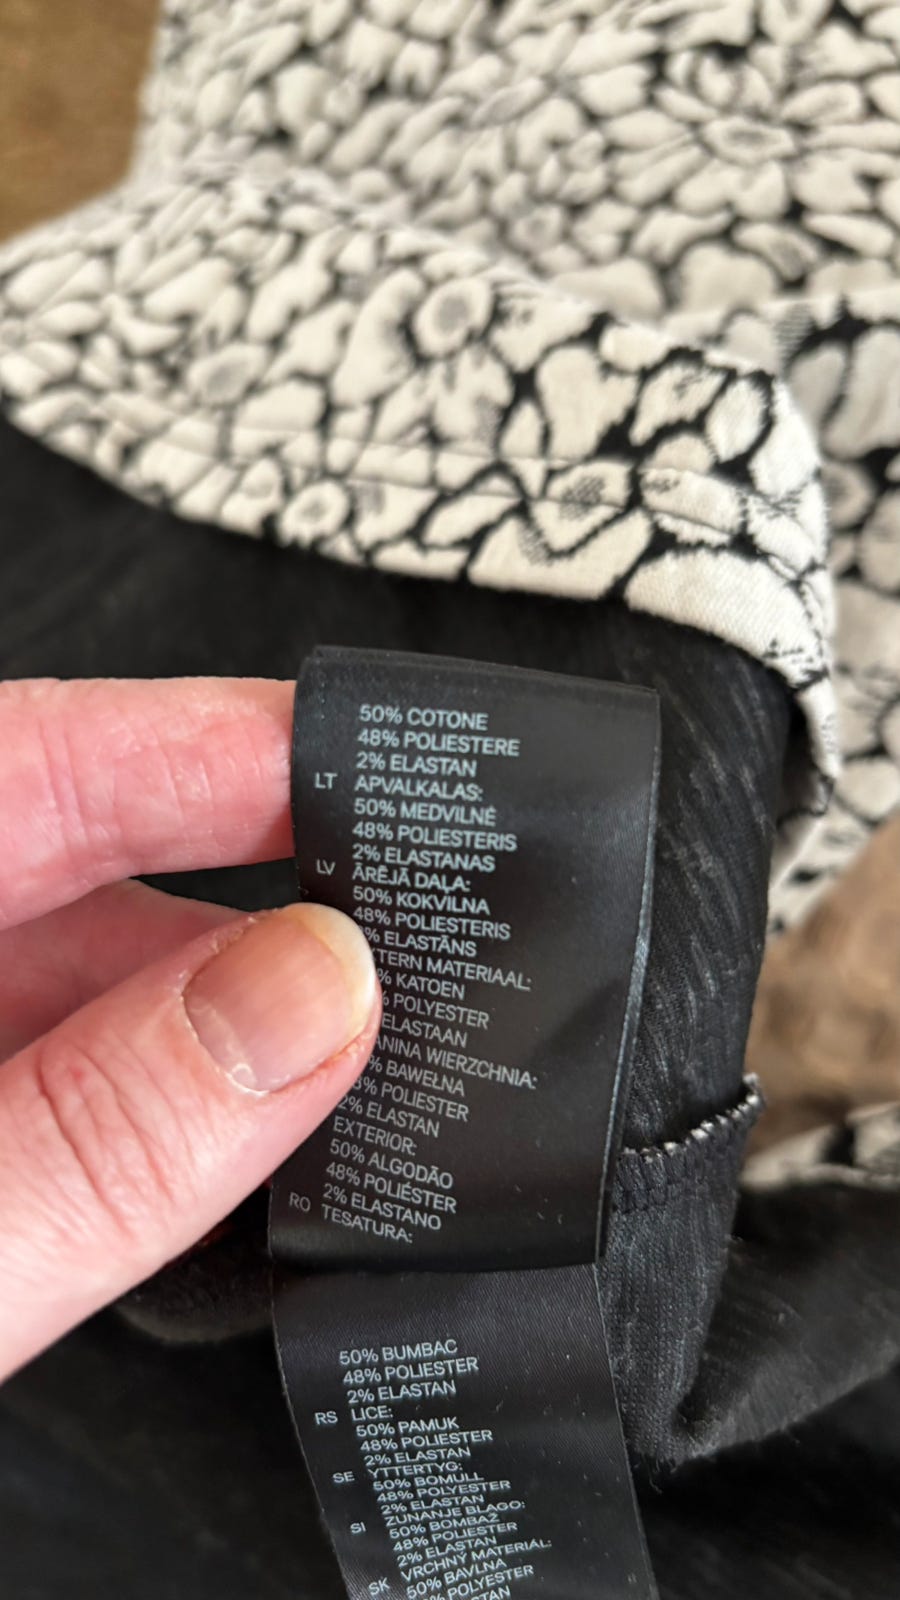 50% COTONE
48% POLIESTERE
2% ELASTAN
LT APVALKALAS:
50% MEDVILNĖ
48% POLIESTERIS
2% ELASTANAS
LV ĀRĒJĀ DAĻA:
50% KOKVILNA
48% POLIESTERIS
% ELASTĀNS
TERN MATERIAAL:
% KATOEN
% POLYESTER
ELASTAAN
ANINA WIERZCHNIA:
% BAWEŁNA
8% POLIESTER
2% ELASTAN
EXTERIOR:
50% ALGODÃO
48% POLIÉSTER
2% ELASTANO
RO TESATURA:
50% BUMBAC
48% POLIESTER
2% ELASTAN
RS LICE:
50% PAMUK
48% POLIESTER
2% ELASTAN
SE YTTERTYG:
50% BOMULL
48% POLYESTER
2% ELASTAN
SI ZUNANJE BLAGO:
50% BOMBAŽ
48% POLIESTER
2% ELASTAN
SK VRCHNÝ MATERIÁL:
50% BAVLNA
% POLYESTER
STAN